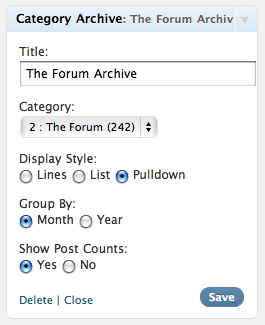 Category Archive: The Forum Archiv
Title:
The Forum Archive
Category:
2 : The Forum (242)
Display Style:
Lines List Pulldown
Group By:
Month Year
Show Post Counts:
Yes No
Delete | Close Save